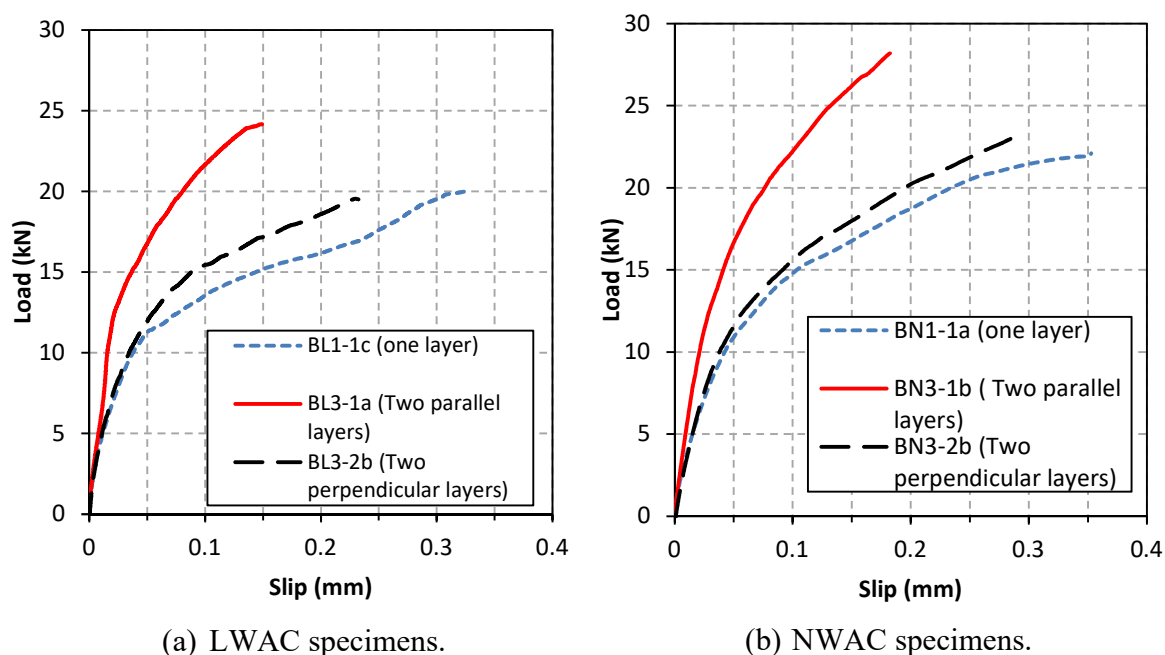 30
25
20
15
10
5
0
Load (kN)
BL1-1c (one layer)
BL3-1a (Two parallel
layers)
BL3-2b (Two
perpendicular layers)
0
0.1
0.2
0.3
0.4
Slip (mm)
(a) LWAC specimens.
30
25
20
15
10
5
0
Load (kN)
BN1-1a (one layer)
BN3-1b ( Two parallel
layers)
BN3-2b (Two
perpendicular layers)
0
0.1
0.2
0.3
0.4
Slip (mm)
(b) NWAC specimens.